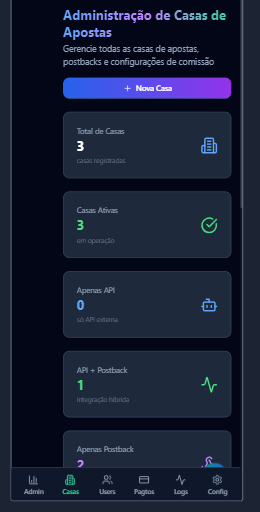 Administração de Casas de
Apostas
Gerencie todas as casas de apostas,
postbacks e configurações de comissão
+ Nova Casa
Total de Casas
3
casas registradas
Casas Ativas
3
em operação
Apenas API
0
só API externa
API + Postback
1
integração híbrida
Apenas Postback
2
Admin Casas Users Pagtos Logs Config